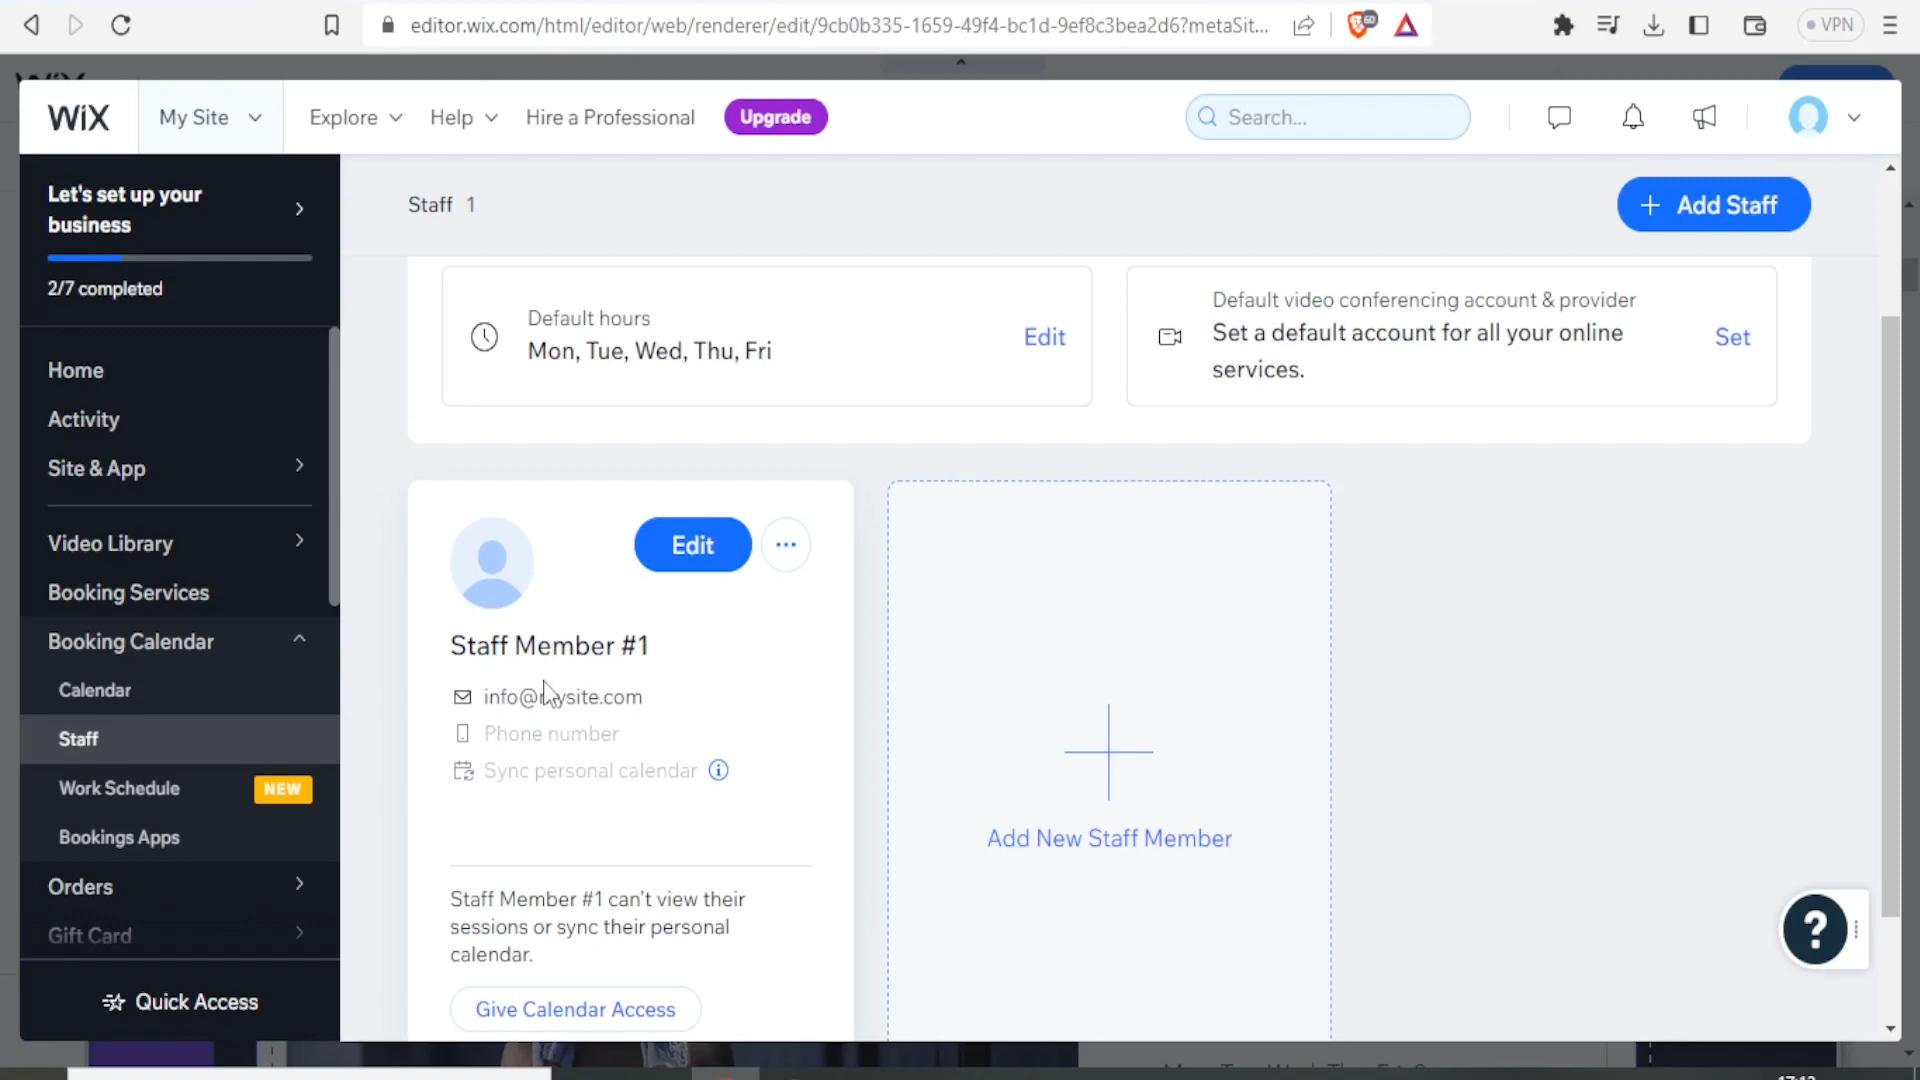 editor.wix.com/html/editor/web/renderer/edit/9cb0b335-1659-49f4-bc1d-9ef8c3bea2d6?metaSit...
60
VPN
WiX
My Site
Explore
Help
Hire a Professional
Upgrade
Search...
Let's set up your
business
2/7 completed
Home
Activity
Site & App
Video Library
Booking Services
Booking Calendar
Calendar
Staff
Work Schedule
NEW
Bookings Apps
Orders
Gift Card
Quick Access
Staff 1
+ Add Staff
Default hours
Mon, Tue, Wed, Thu, Fri
Edit
Default video conferencing account & provider
Set a default account for all your online
services.
Set
Edit
...
Staff Member #1
info@mysite.com
Phone number
Sync personal calendar
Staff Member #1 can't view their
sessions or sync their personal
calendar.
Give Calendar Access
Add New Staff Member
?